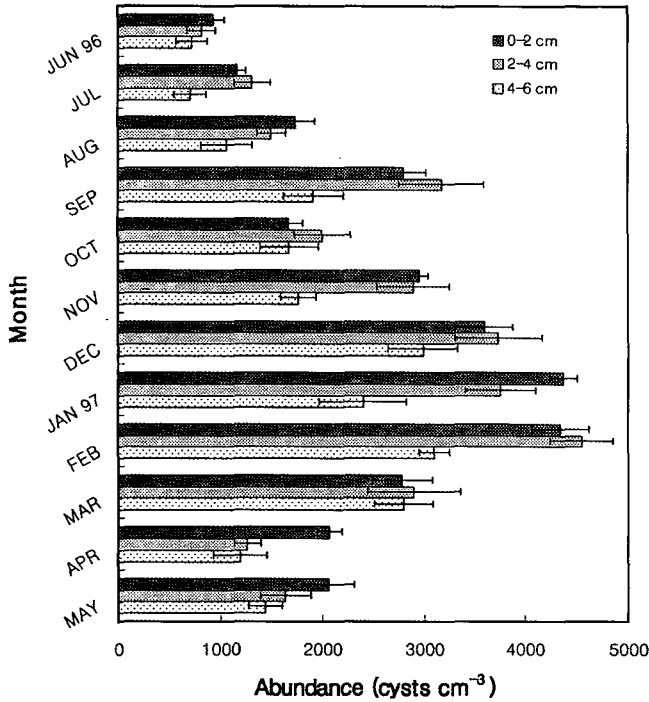 0-2 cm
2-4 cm
4-6 cm
Month
JUN 96
JUL
AUG
SEP
OCT
NOV
DEC
JAN 97
FEB
MAR
APR
MAY
0 1000 2000 3000 4000 5000
Abundance (cysts cm⁻³)